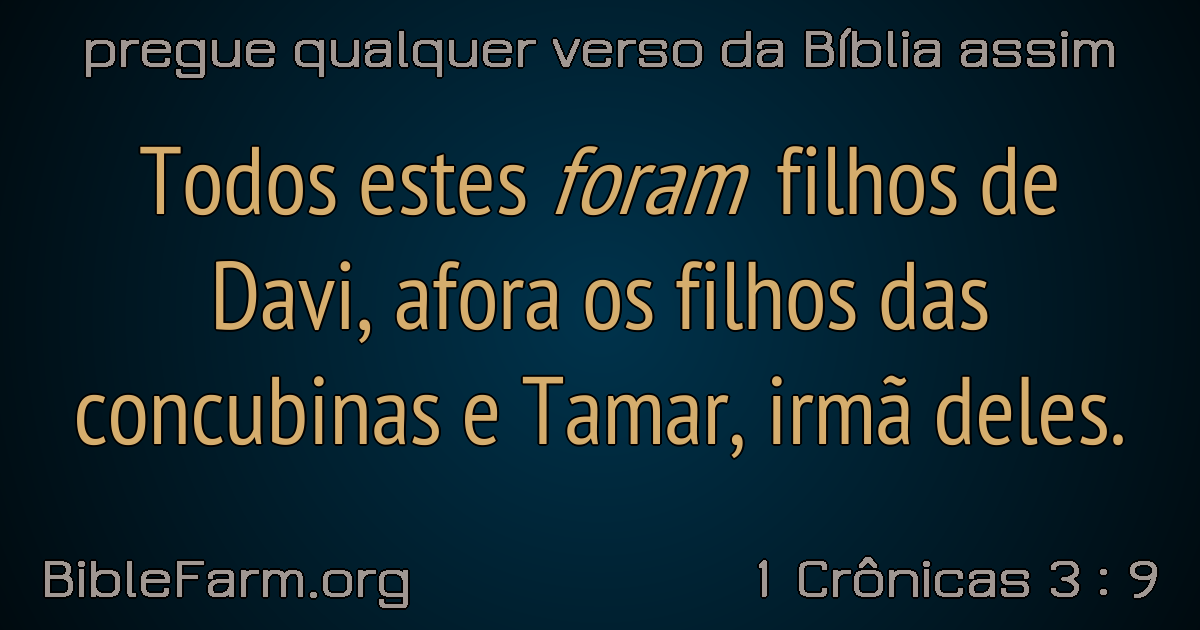 pregue qualquer verso da Bíblia assim
Todos estes foram filhos de
Davi, afora os filhos das
concubinas e Tamar, irmã deles.
BibleFarm.org
1 Crônicas 3 : 9